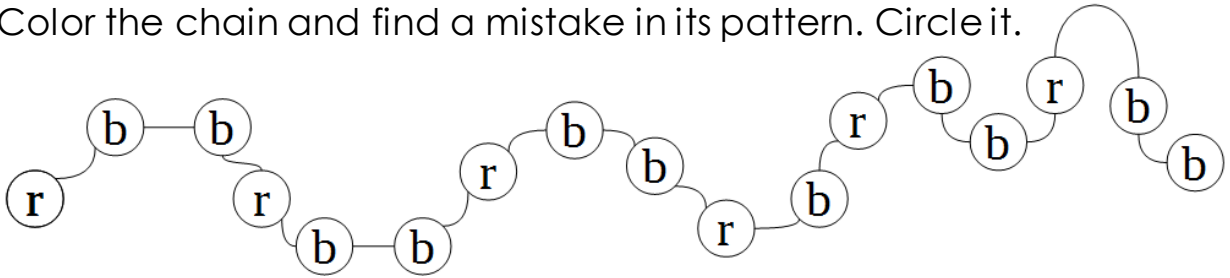 Color the chain and find a mistake in its pattern. Circle it.
r b b r b b r b b r b r b b r b b